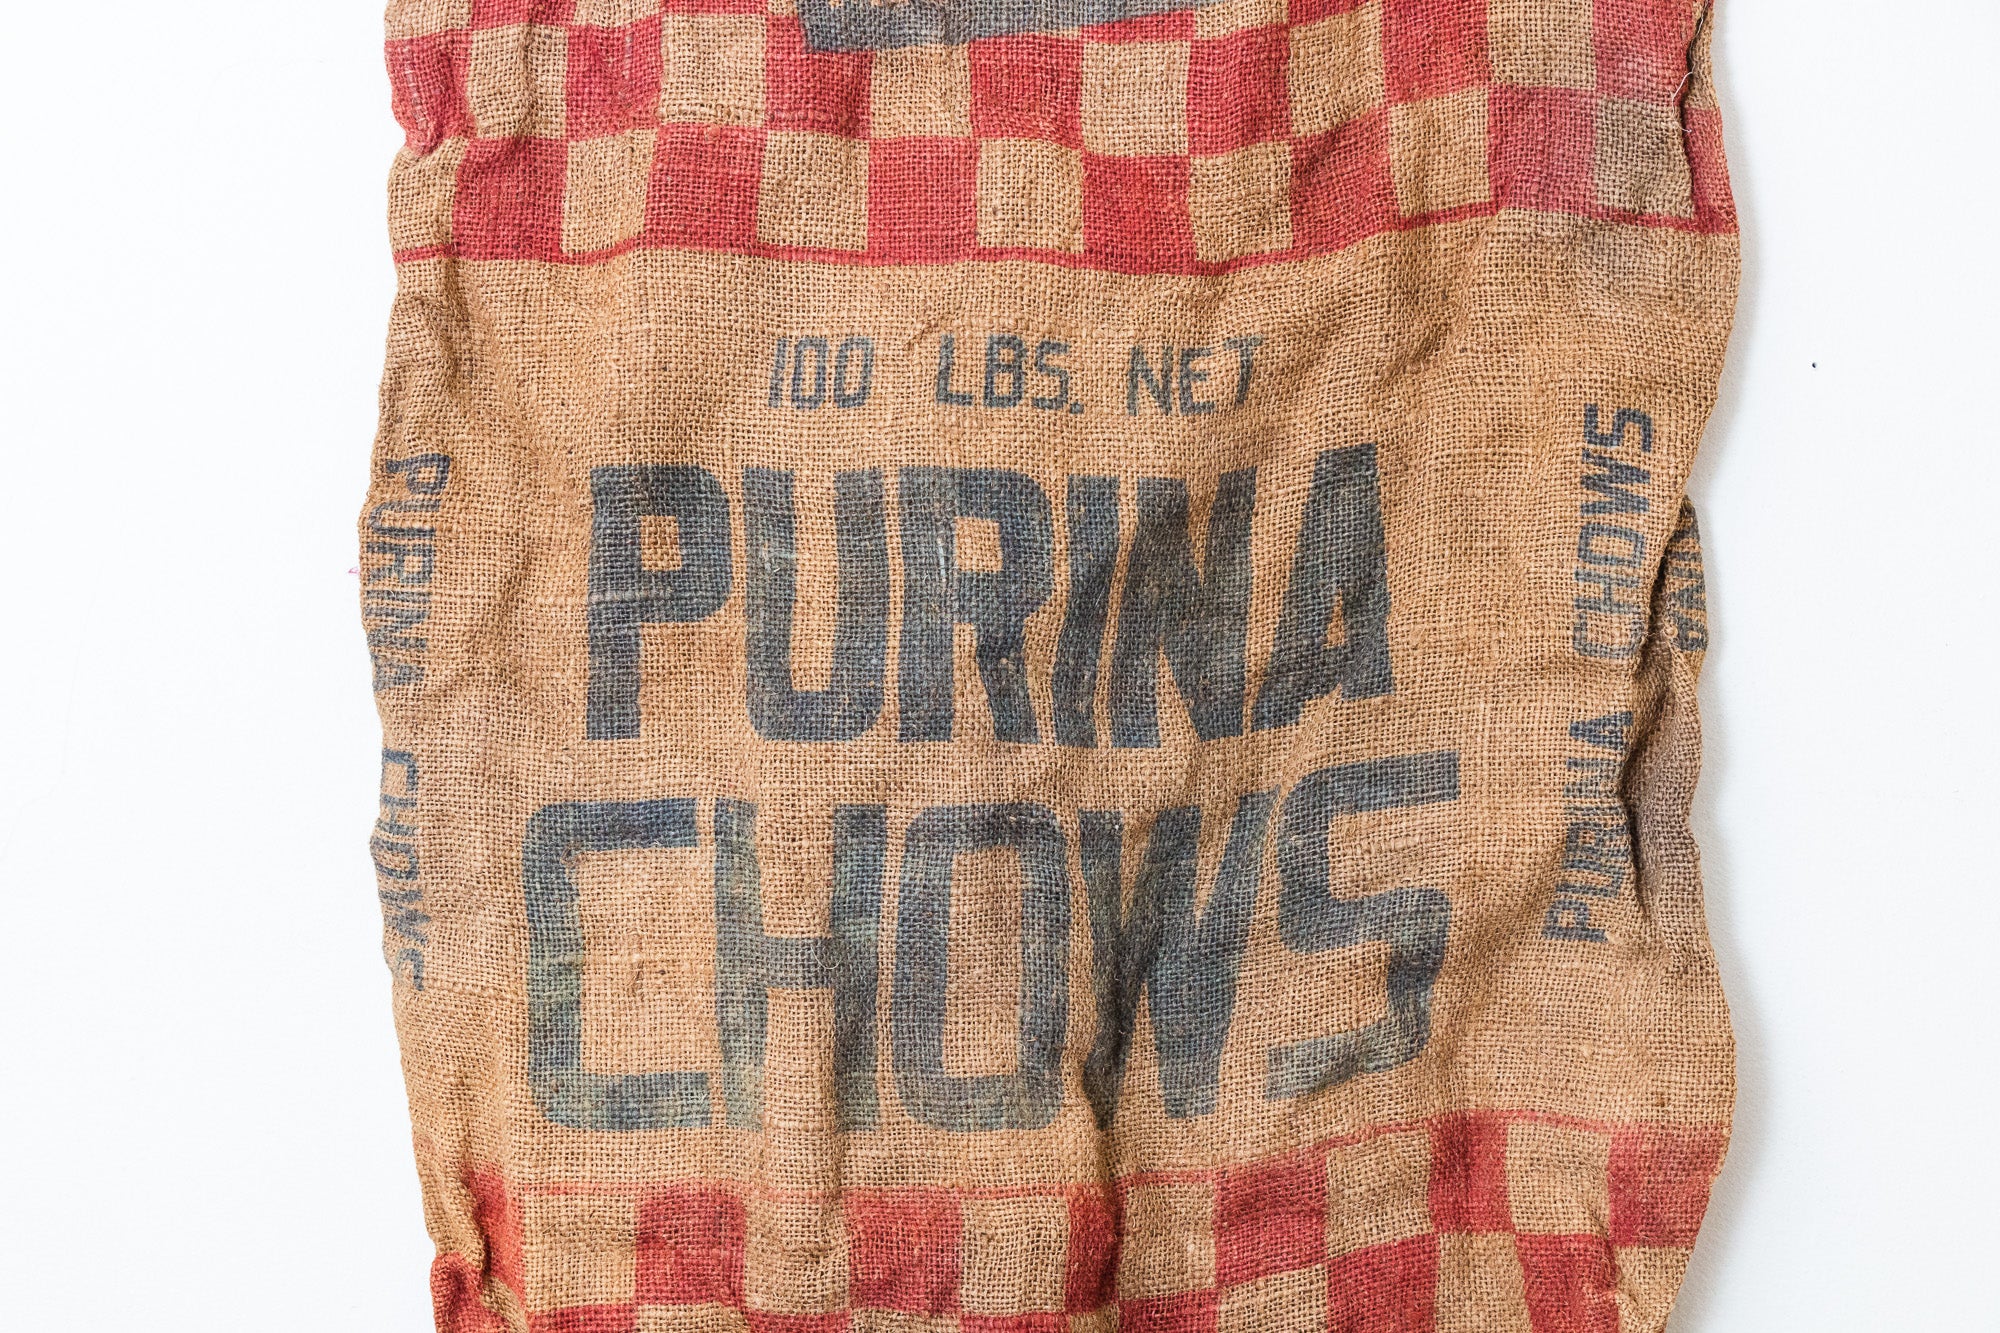 100 LBS. NET
PURINA
CHOWS
PURINA CHOWS
PURINA CHOWS